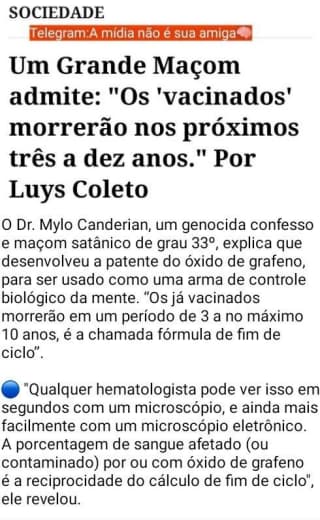 SOCIEDADE
Telegram:A mídia não é sua amiga🧠
Um Grande Maçom
admite: "Os 'vacinados'
morrerão nos próximos
três a dez anos." Por
Luys Coleto
O Dr. Mylo Canderian, um genocida confesso
e maçom satânico de grau 33º, explica que
desenvolveu a patente do óxido de grafeno,
para ser usado como uma arma de controle
biológico da mente. “Os já vacinados
morrerão em um período de 3 a no máximo
10 anos, é a chamada fórmula de fim de
ciclo”.
🔵 "Qualquer hematologista pode ver isso em
segundos com um microscópio, e ainda mais
facilmente com um microscópio eletrônico.
A porcentagem de sangue afetado (ou
contaminado) por ou com óxido de grafeno
é a reciprocidade do cálculo de fim de ciclo",
ele revelou.